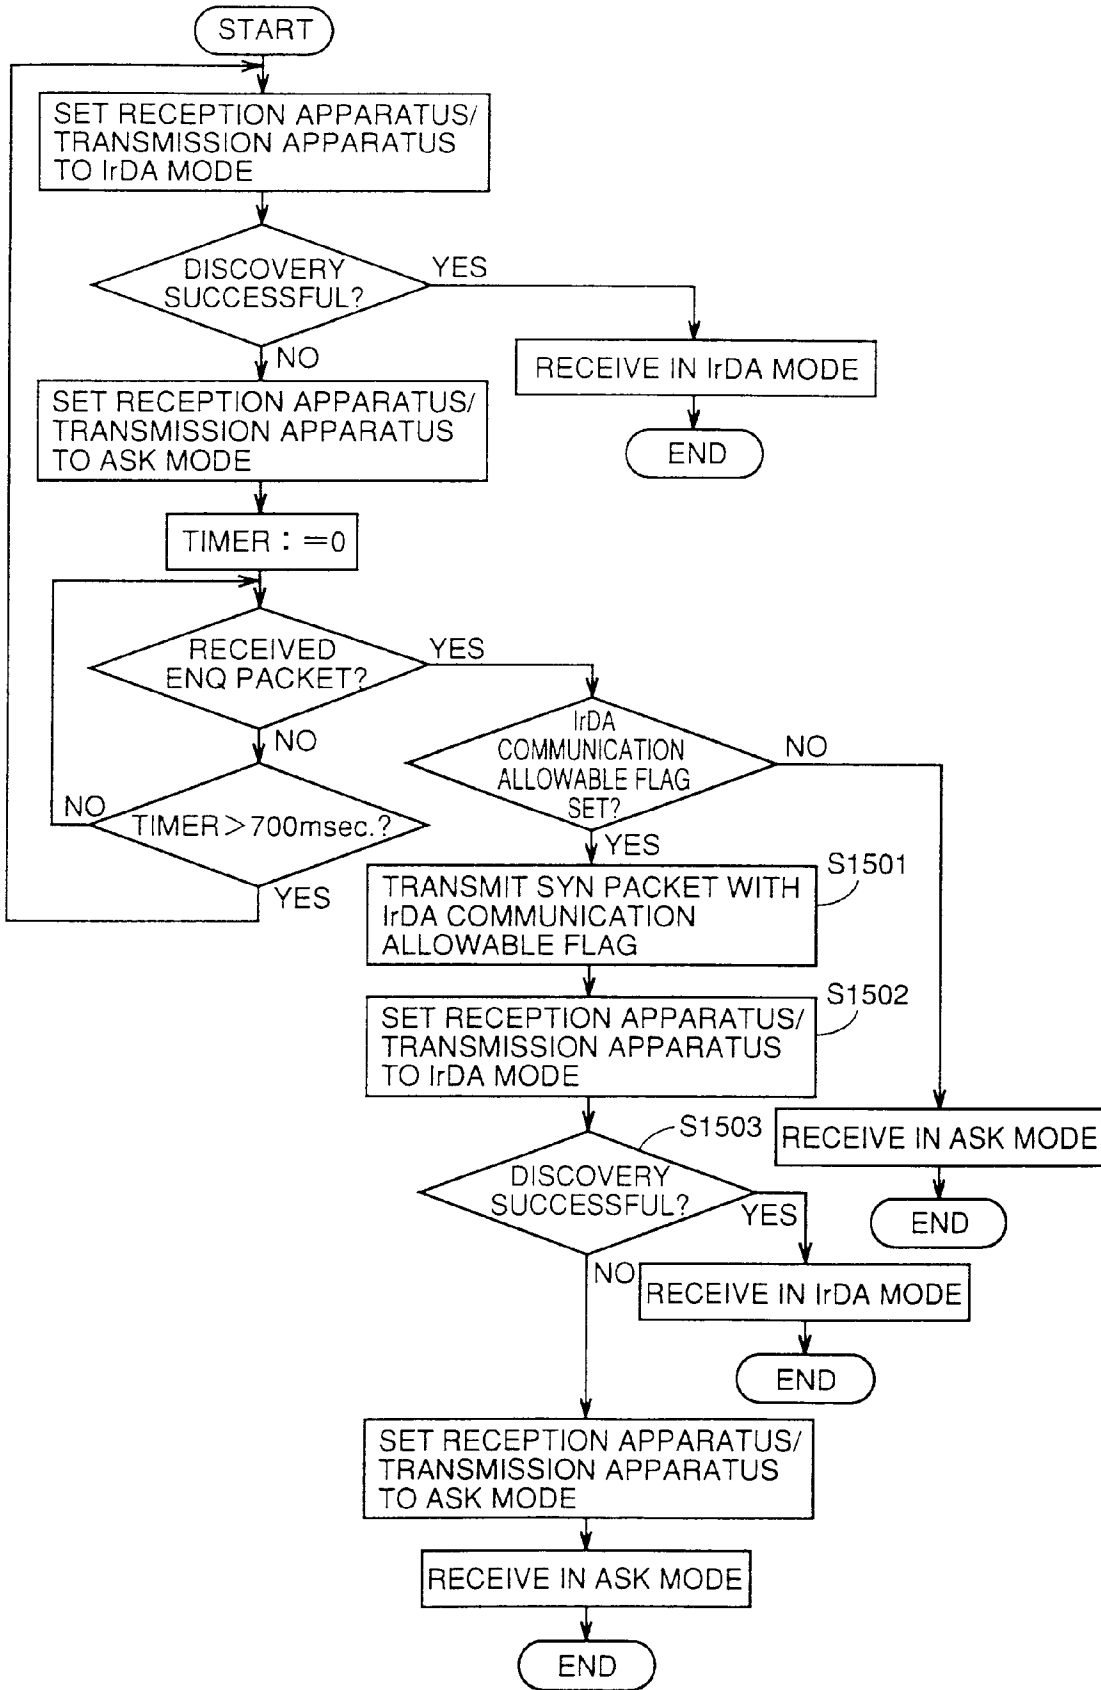 START
SET RECEPTION APPARATUS/
TRANSMISSION APPARATUS
TO IrDA MODE
DISCOVERY
SUCCESSFUL?
YES
NO
RECEIVE IN IrDA MODE
END
SET RECEPTION APPARATUS/
TRANSMISSION APPARATUS
TO ASK MODE
TIMER : =0
RECEIVED
ENQ PACKET?
YES
NO
IrDA
COMMUNICATION
ALLOWABLE FLAG
SET?
NO
YES
NO
TIMER>700msec.?
YES
S1501
TRANSMIT SYN PACKET WITH
IrDA COMMUNICATION
ALLOWABLE FLAG
S1502
SET RECEPTION APPARATUS/
TRANSMISSION APPARATUS
TO IrDA MODE
S1503
DISCOVERY
SUCCESSFUL?
YES
NO
RECEIVE IN ASK MODE
END
RECEIVE IN IrDA MODE
END
SET RECEPTION APPARATUS/
TRANSMISSION APPARATUS
TO ASK MODE
RECEIVE IN ASK MODE
END